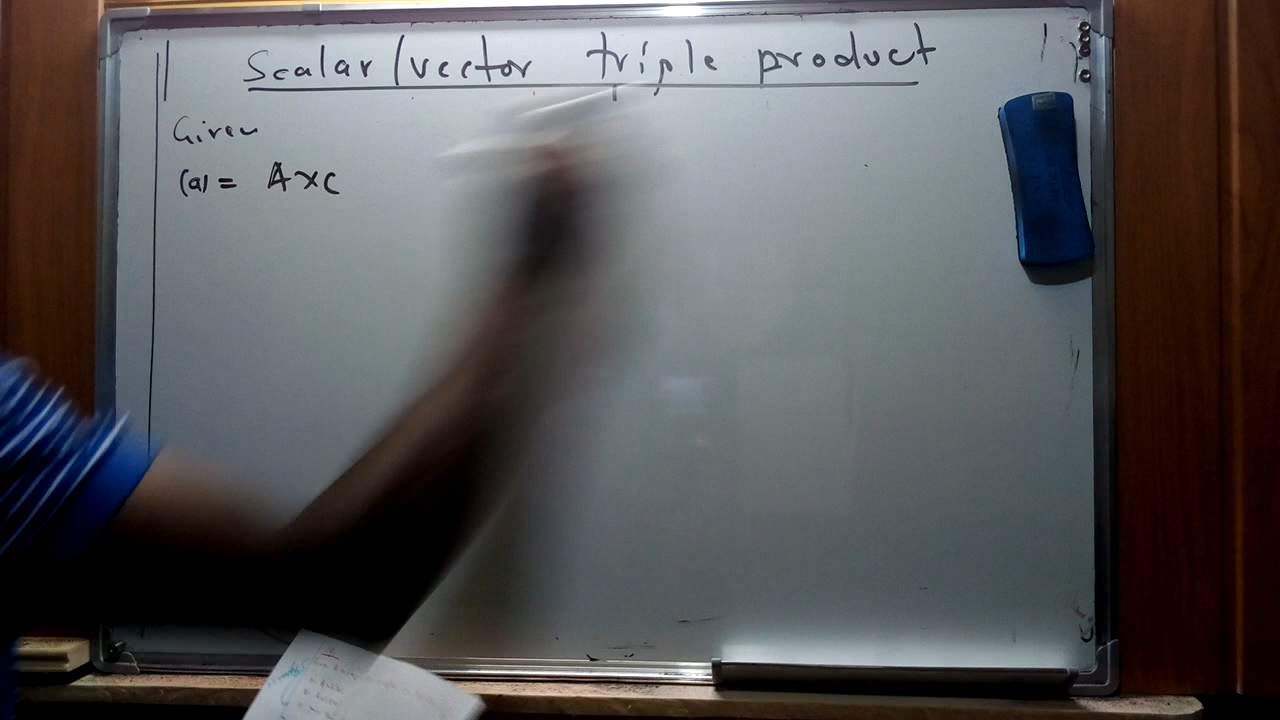 Scalar/vector triple product
Given
(a) = A×C